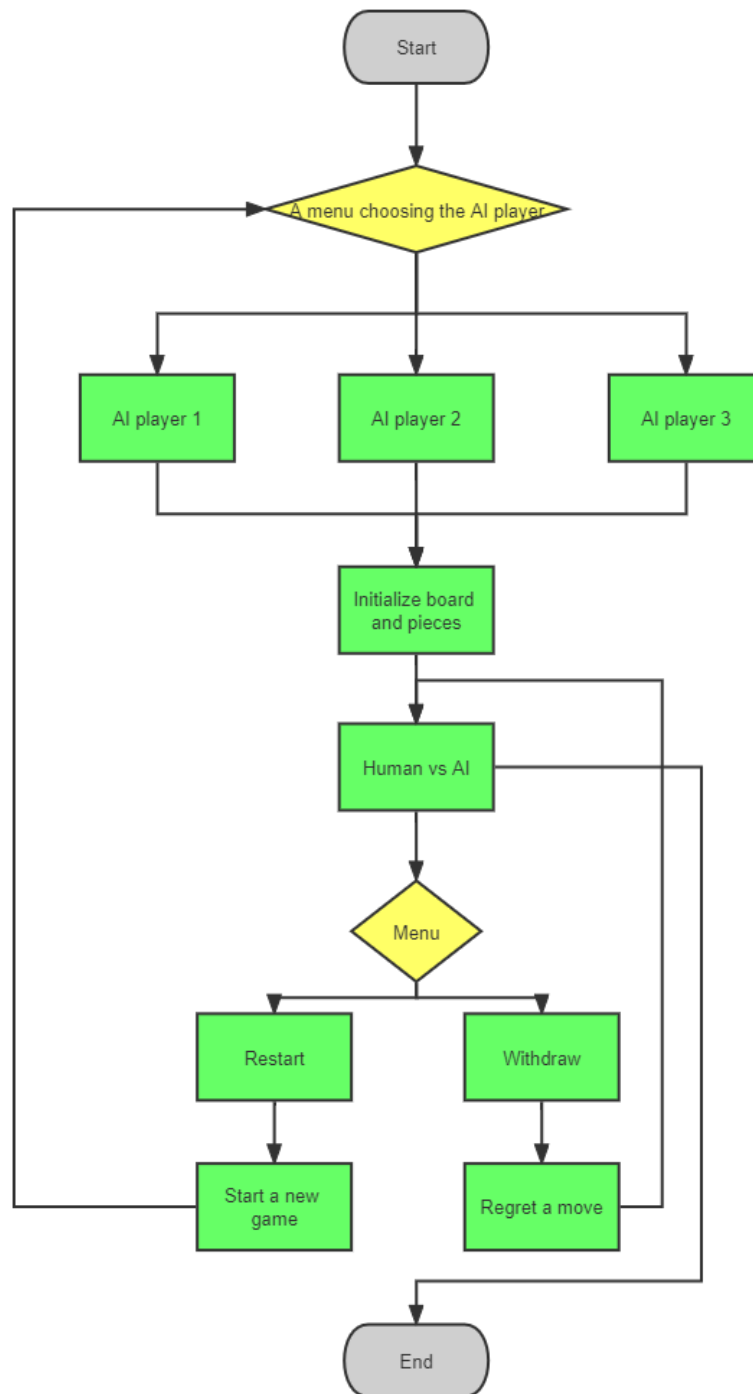 Start
A menu choosing the AI player
AI player 1
AI player 2
AI player 3
Initialize board
and pieces
Human vs AI
Menu
Restart
Withdraw
Start a new
game
Regret a move
End